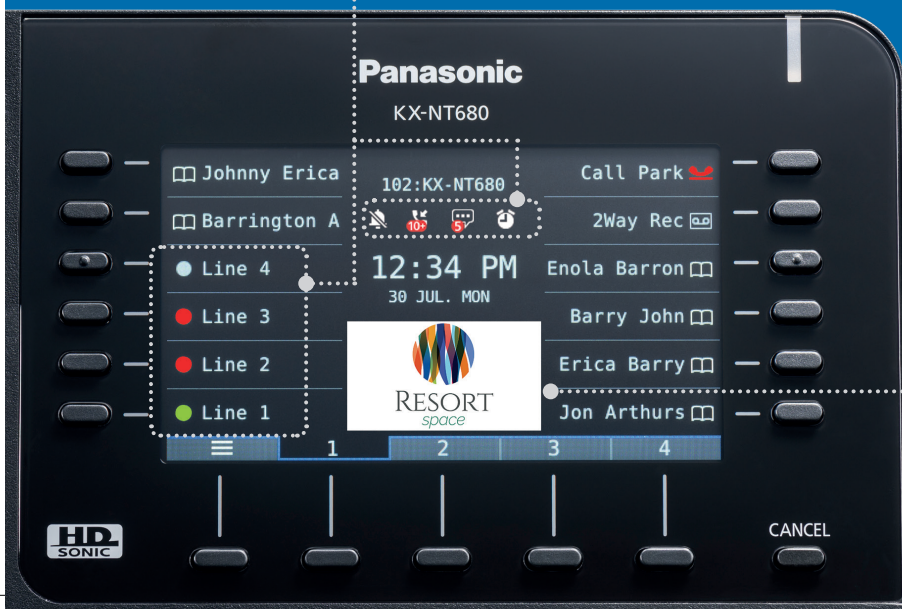 Panasonic
KX-NT680
Johnny Erica
102:KX-NT680
Call Park
Barrington A
10+
5
2Way Rec
Line 4
12:34 PM
Enola Barron
30 JUL. MON
Line 3
Barry John
Line 2
RESORT
space
Erica Barry
Line 1
Jon Arthurs
1
2
3
4
HD
SONIC
CANCEL